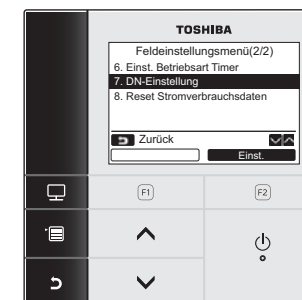 TOSHIBA
Feldeinstellungsmenü(2/2)
6. Einst. Betriebsart Timer
7. DN-Einstellung
8. Reset Stromverbrauchsdaten
Zurück
Einst.
F1 F2